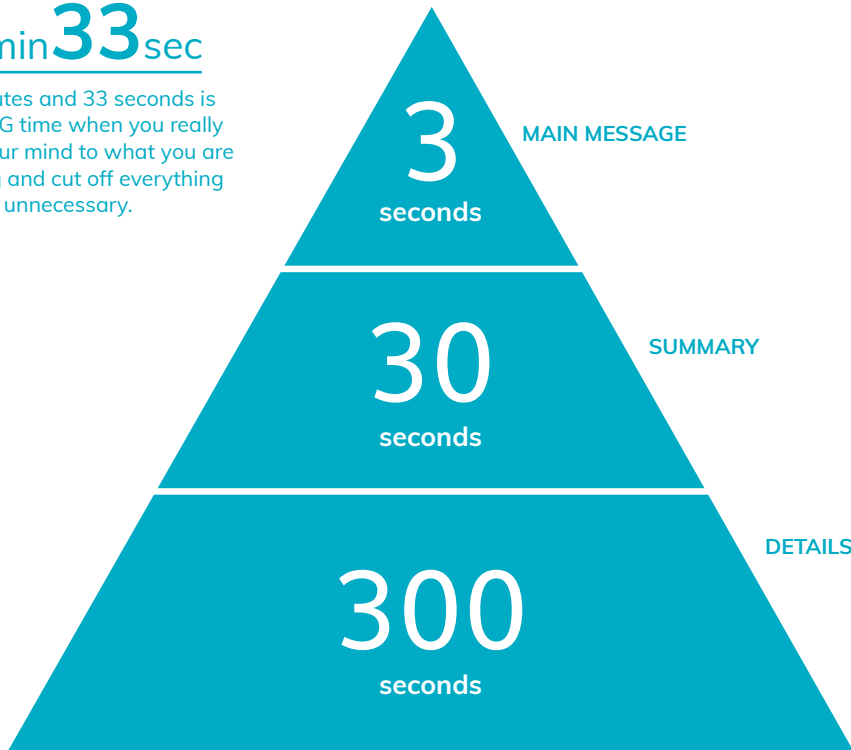 min33sec
utes and 33 seconds is
G time when you really
ur mind to what you are
and cut off everything
unnecessary.
3
seconds
MAIN MESSAGE
30
seconds
SUMMARY
300
seconds
DETAILS